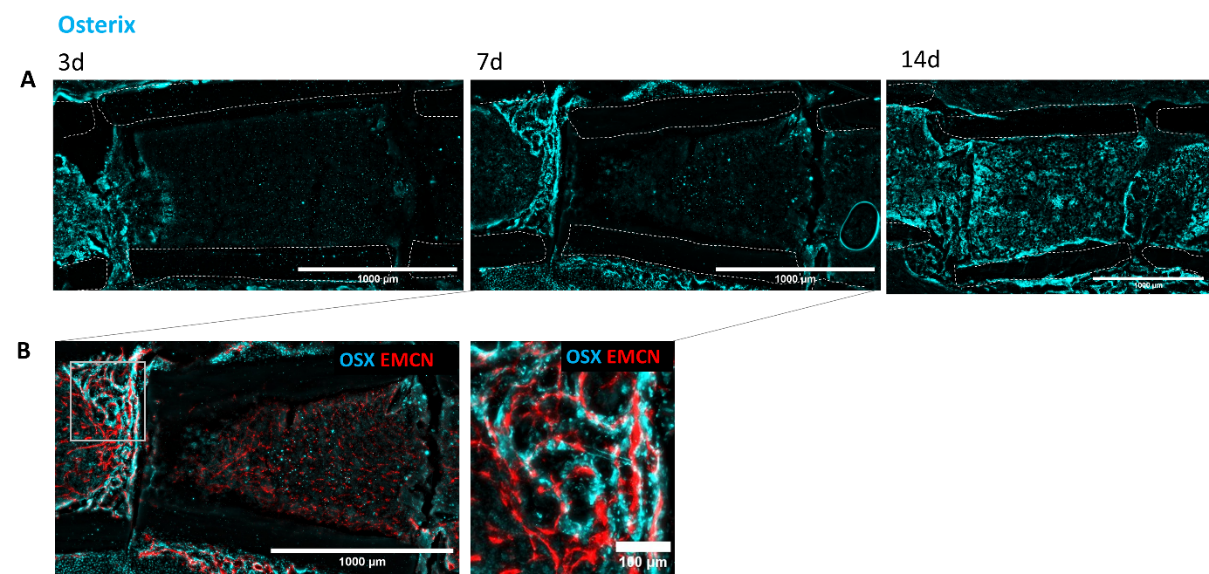 Osterix
3d
7d
14d
A
1000 µm
1000 µm
1000 µm
B
OSX EMCN
OSX EMCN
1000 µm
100 µm